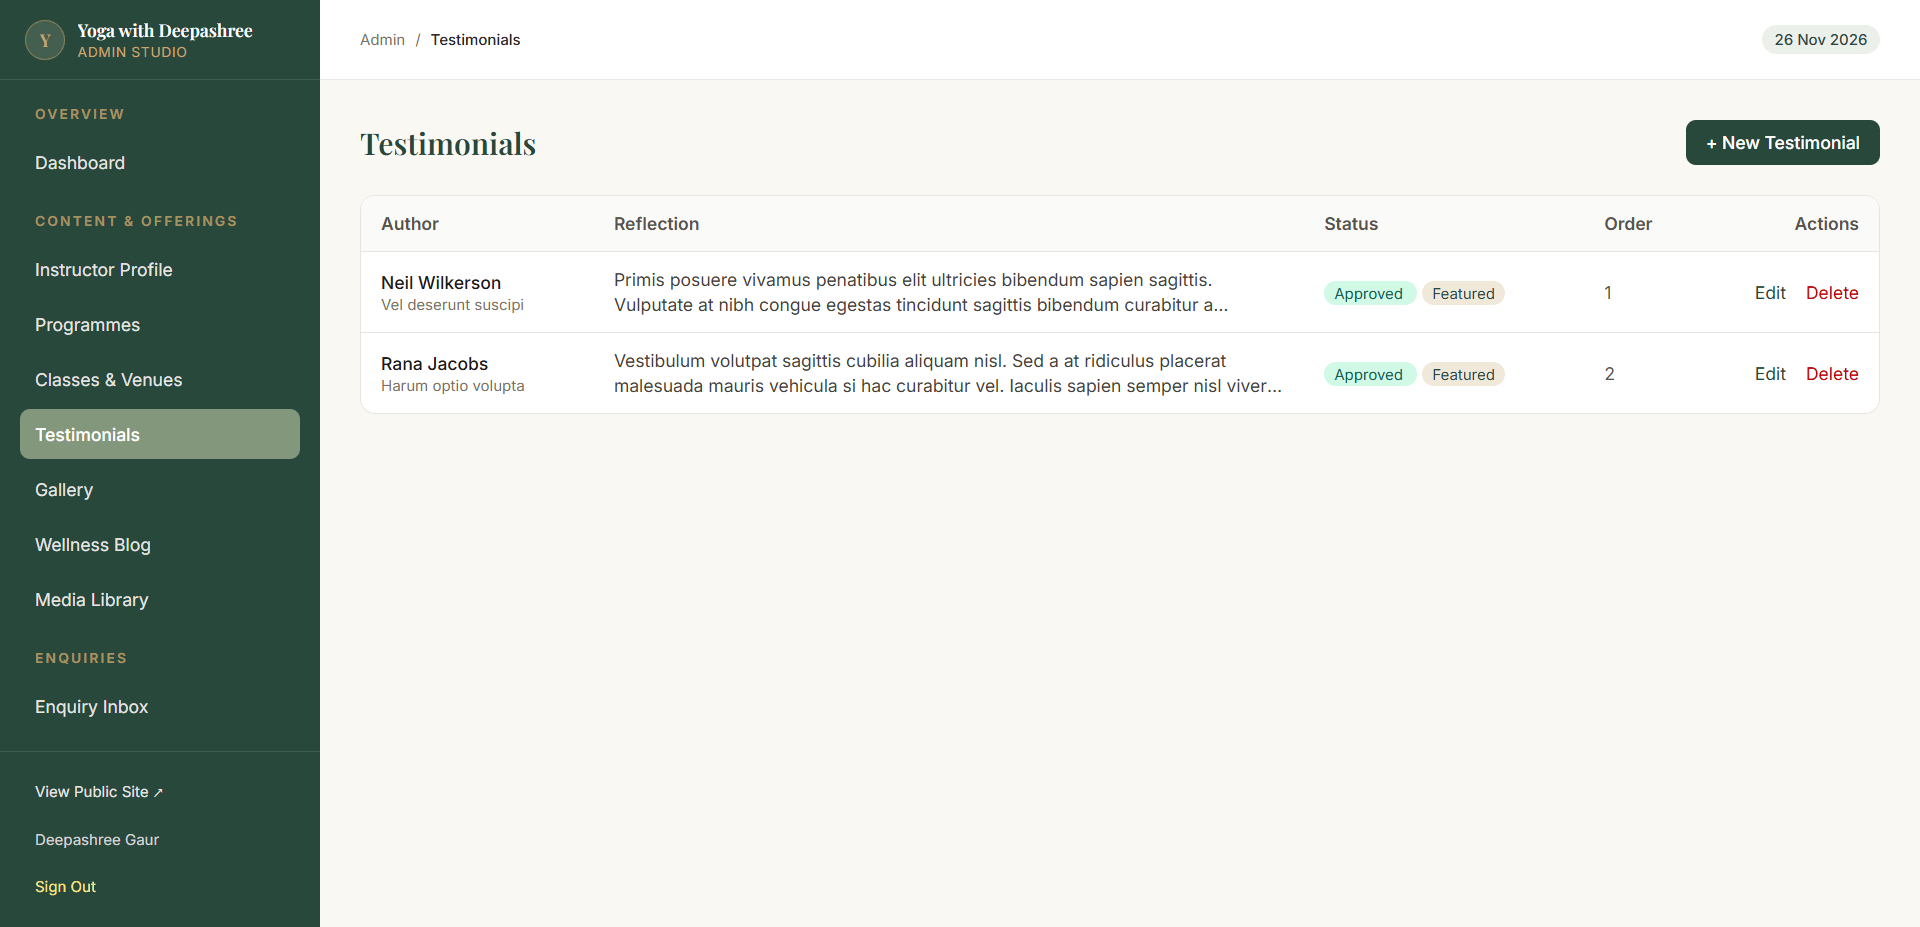 Y
Yoga with Deepashree
ADMIN STUDIO
OVERVIEW
Dashboard
CONTENT & OFFERINGS
Instructor Profile
Programmes
Classes & Venues
Testimonials
Gallery
Wellness Blog
Media Library
ENQUIRIES
Enquiry Inbox
View Public Site ↗
Deepashree Gaur
Sign Out
Admin / Testimonials
26 Nov 2026
Testimonials
+ New Testimonial
Author Reflection Status Order Actions
Neil Wilkerson
Vel deserunt suscipi
Primis posuere vivamus penatibus elit ultricies bibendum sapien sagittis.
Vulputate at nibh congue egestas tincidunt sagittis bibendum curabitur a...
Approved Featured 1 Edit Delete
Rana Jacobs
Harum optio volupta
Vestibulum volutpat sagittis cubilia aliquam nisl. Sed a at ridiculus placerat
malesuada mauris vehicula si hac curabitur vel. Iaculis sapien semper nisl viver...
Approved Featured 2 Edit Delete